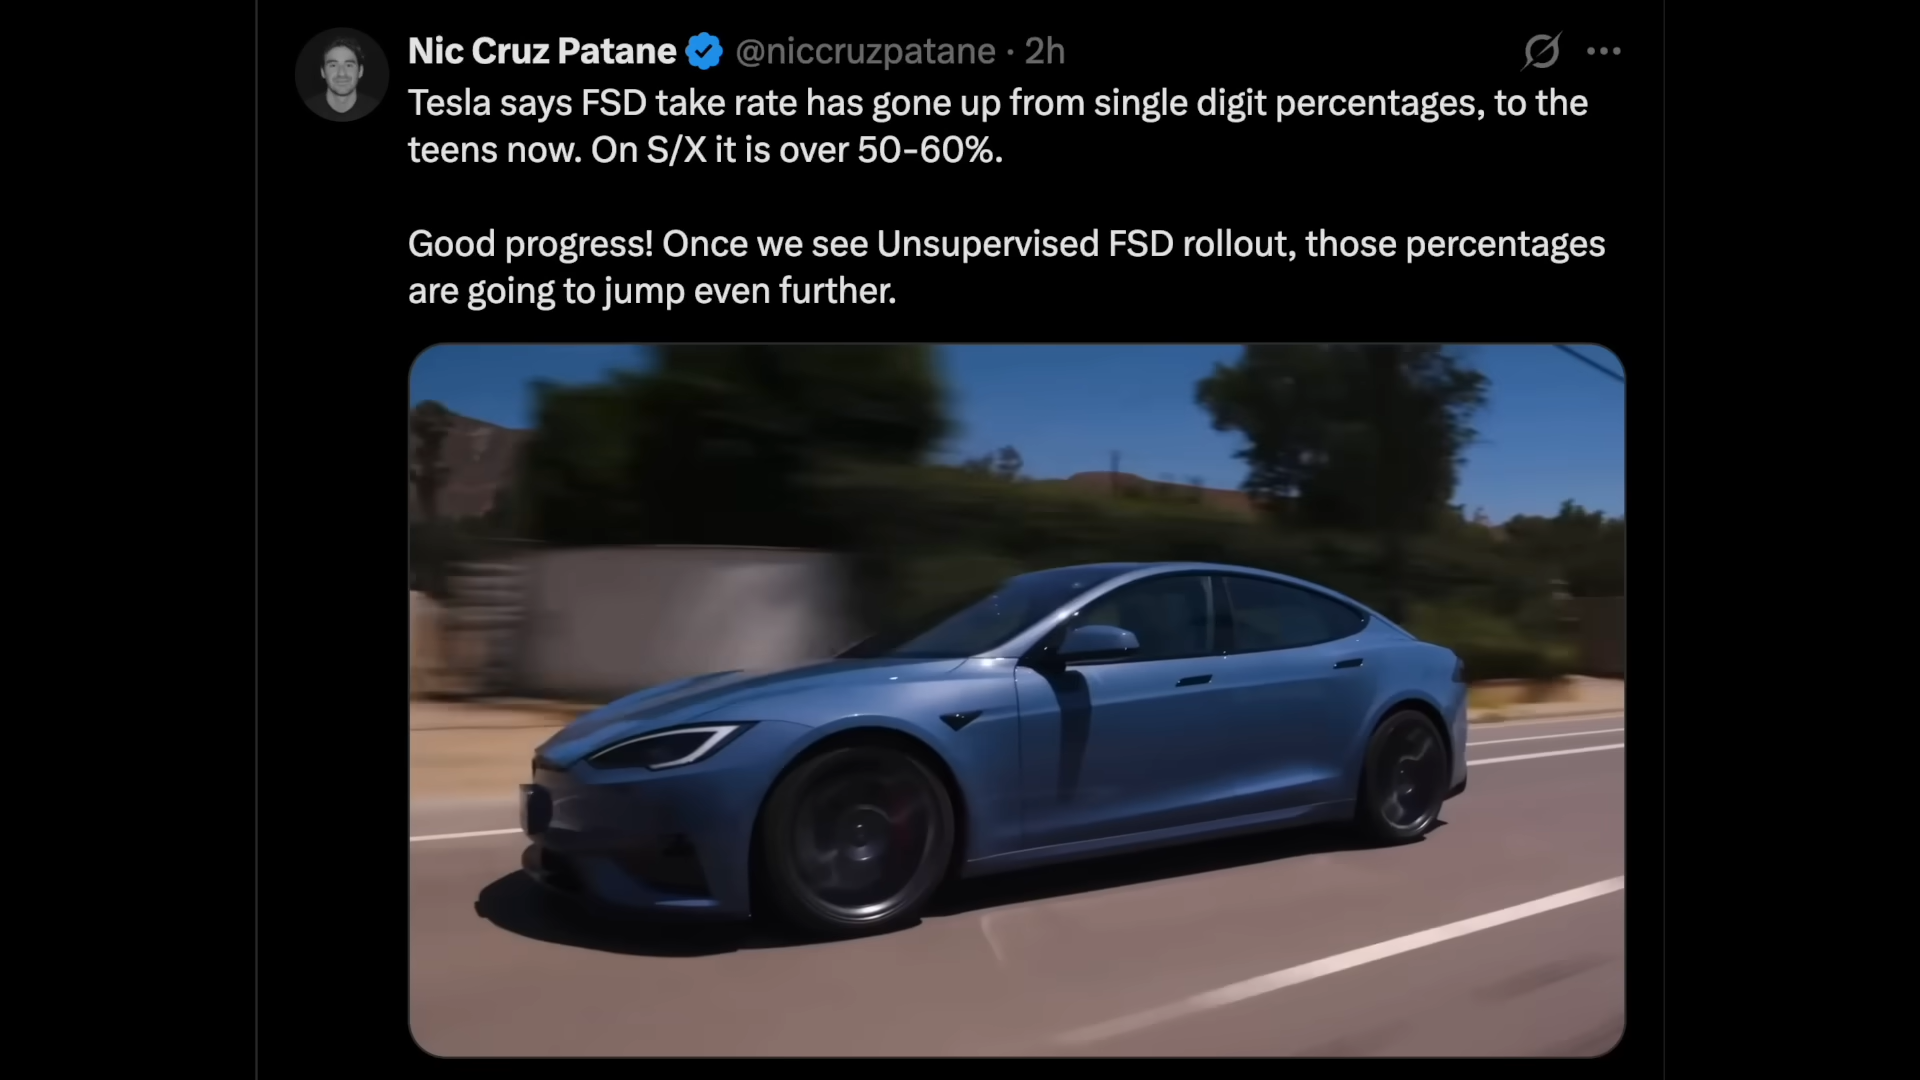 Nic Cruz Patane @niccruzpatane · 2h
Tesla says FSD take rate has gone up from single digit percentages, to the
teens now. On S/X it is over 50-60%.
Good progress! Once we see Unsupervised FSD rollout, those percentages
are going to jump even further.